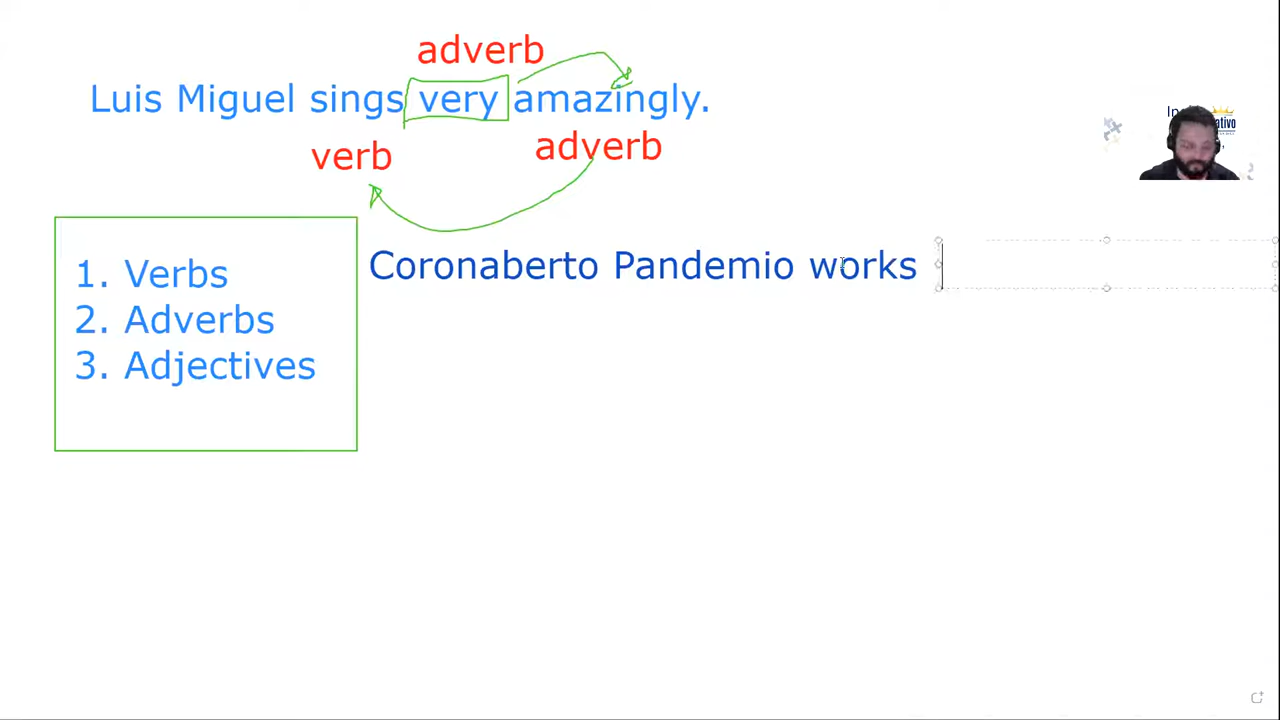 adverb
Luis Miguel sings very amazingly.
verb
adverb
Coronaberto Pandemio works
1. Verbs
2. Adverbs
3. Adjectives